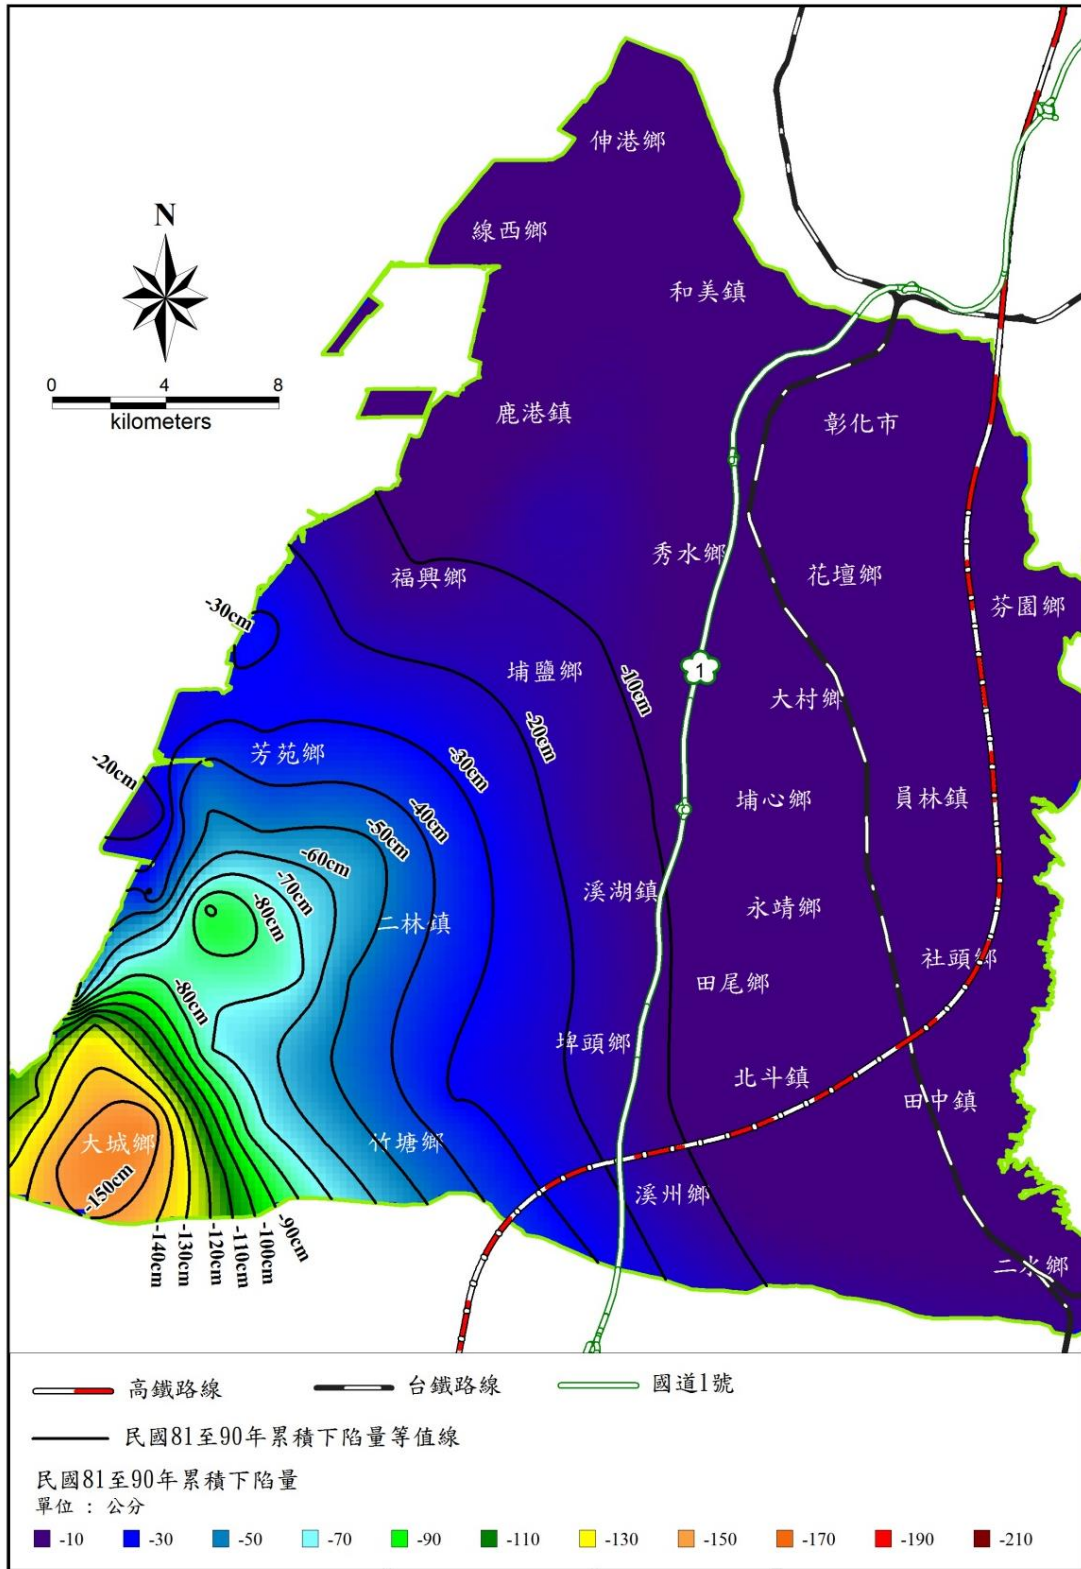 伸港鄉
線西鄉
N
和美鎮
0 4 8
kilometers
鹿港鎮
彰化市
秀水鄉
花壇鄉
福興鄉
芬園鄉
-30cm
埔鹽鄉
-10cm
1
大村鄉
-20cm
芳苑鄉
-30cm
-20cm
埔心鄉
員林鎮
-40cm
-50cm
-60cm
-70cm
溪湖鎮
-80cm
二林鎮
永靖鄉
社頭鄉
田尾鄉
-80cm
埤頭鄉
北斗鎮
田中鎮
大城鄉
竹塘鄉
-150cm
溪州鄉
-140cm
-130cm
-120cm
-110cm
-100cm
-90cm
二水鄉
高鐵路線
台鐵路線
國道1號
民國81至90年累積下陷量等值線
民國81至90年累積下陷量
單位 : 公分
-10 -30 -50 -70 -90 -110 -130 -150 -170 -190 -210